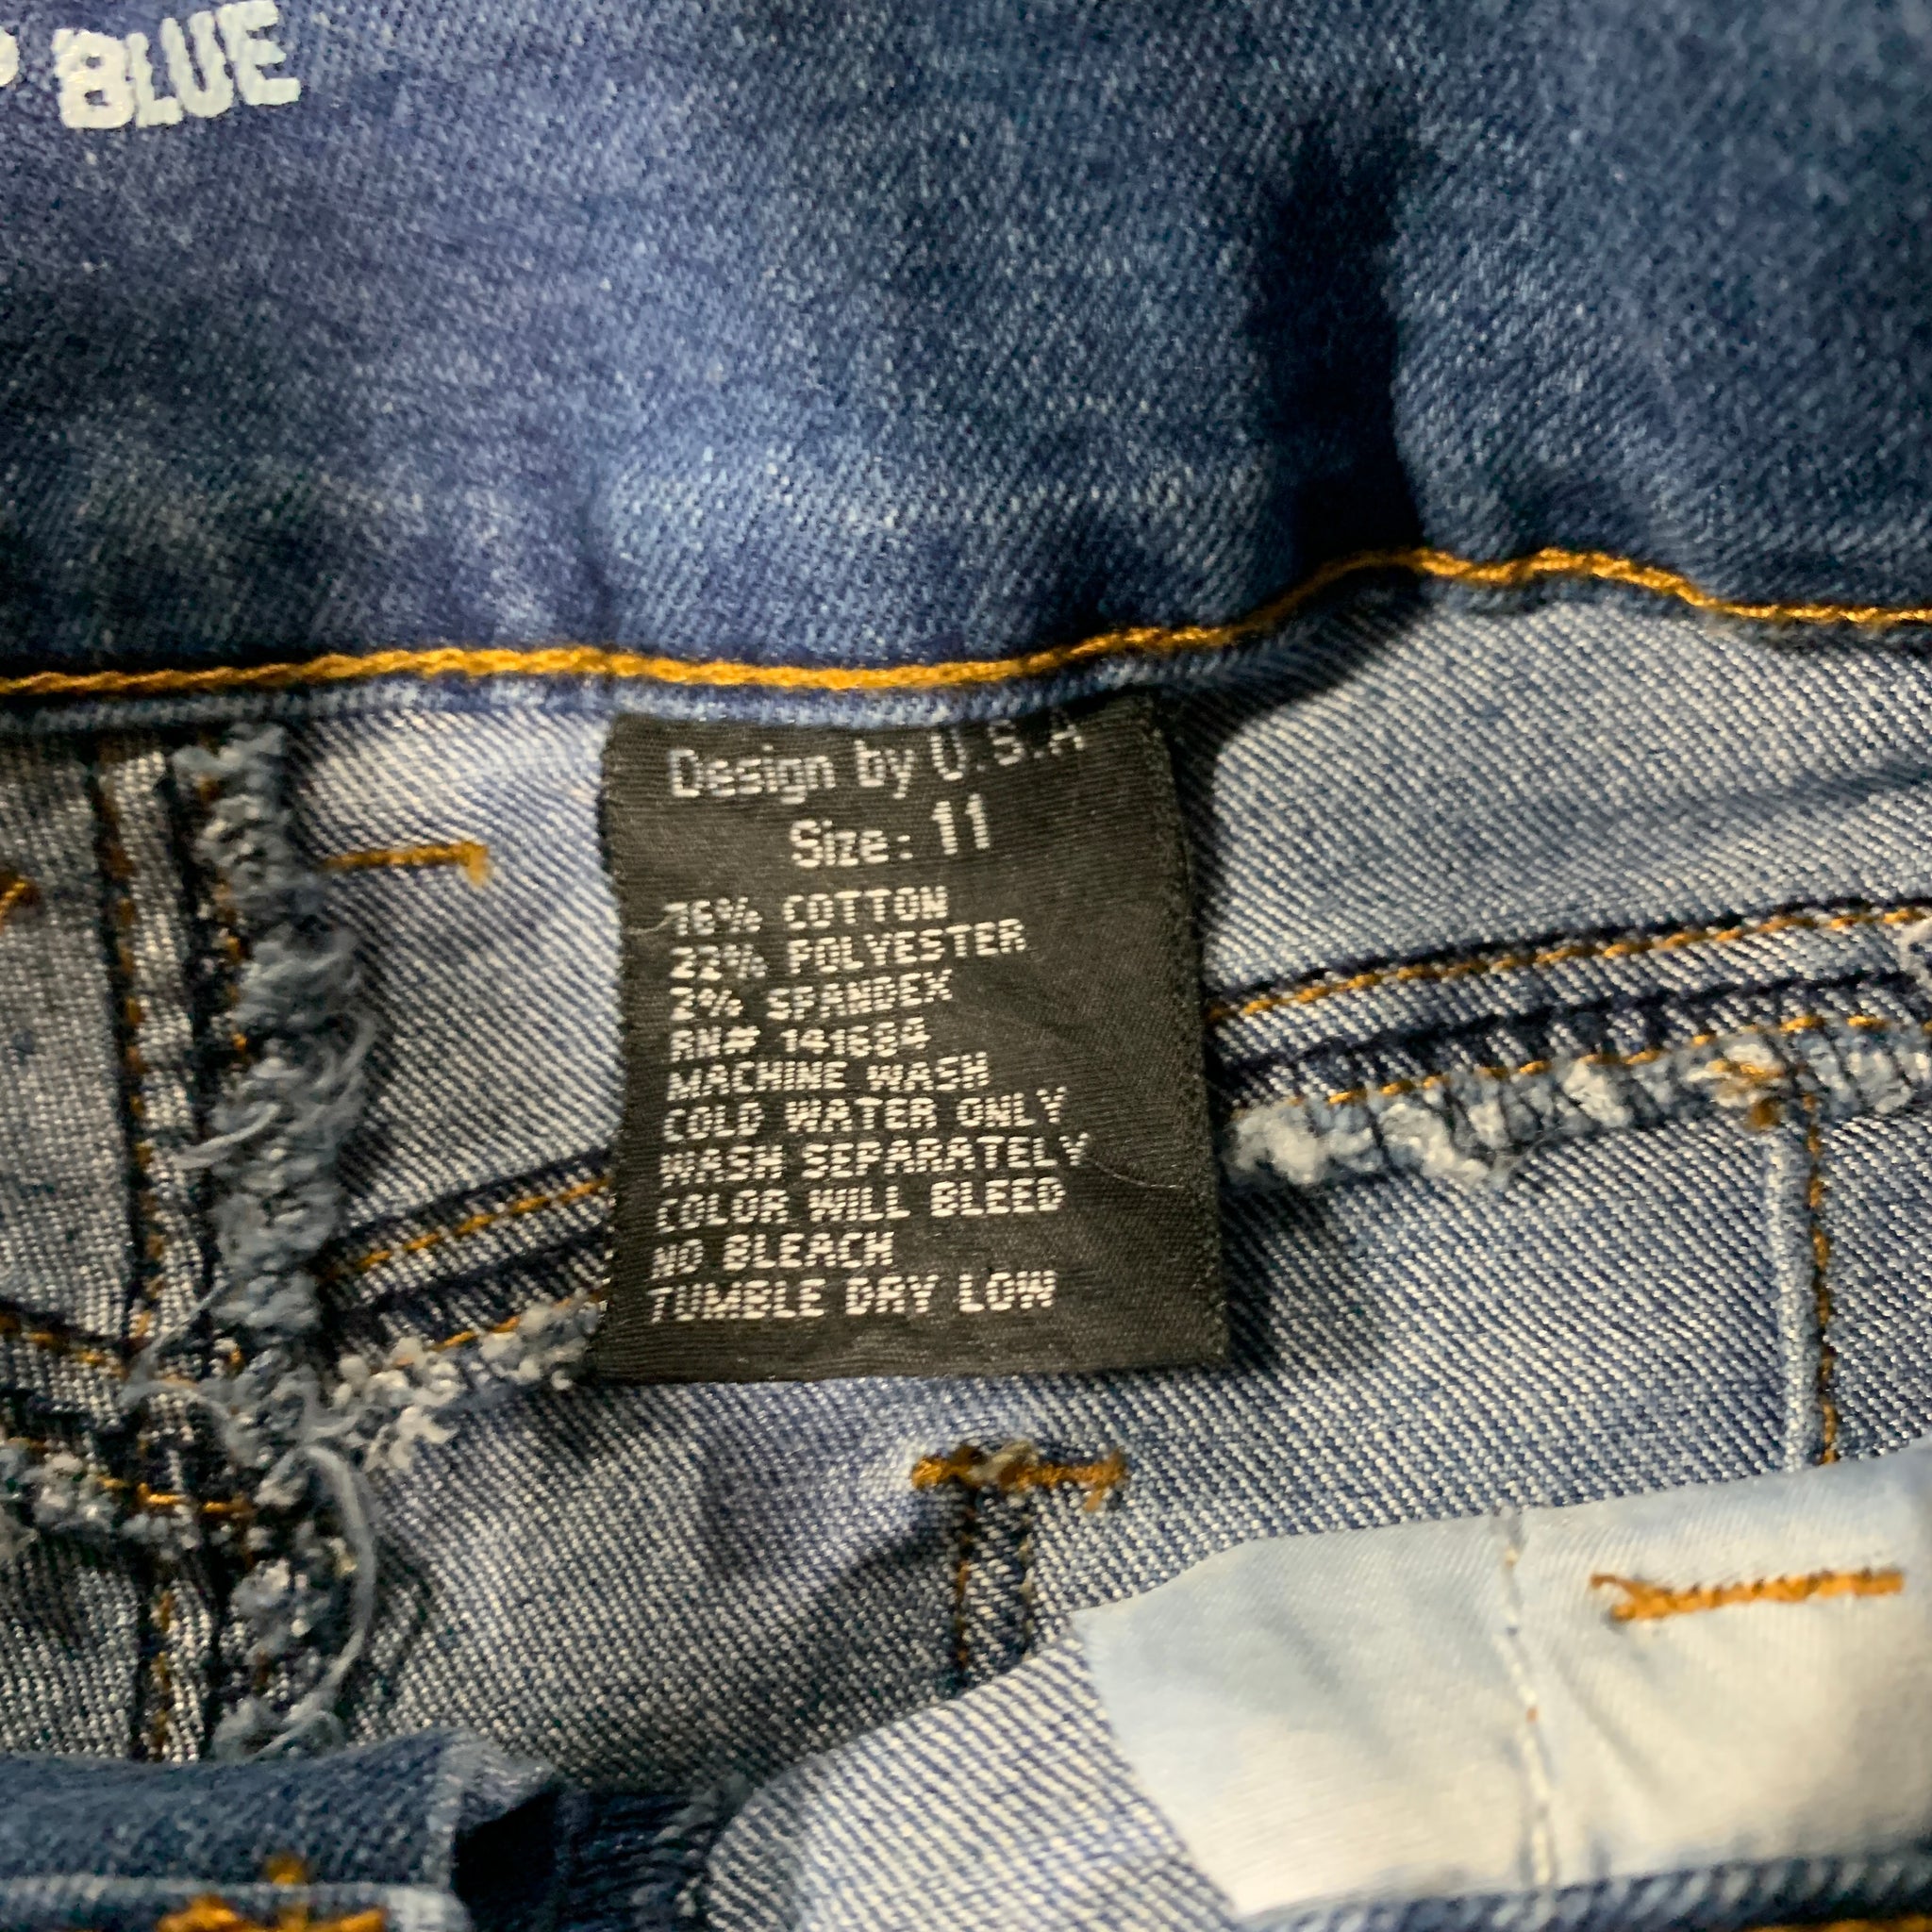 BLUE
Design by U.S.A
Size: 11
76% COTTON
22% POLYESTER
2% SPANDEX
RN# 141684
MACHINE WASH
COLD WATER ONLY
WASH SEPARATELY
COLOR WILL BLEED
NO BLEACH
TUMBLE DRY LOW